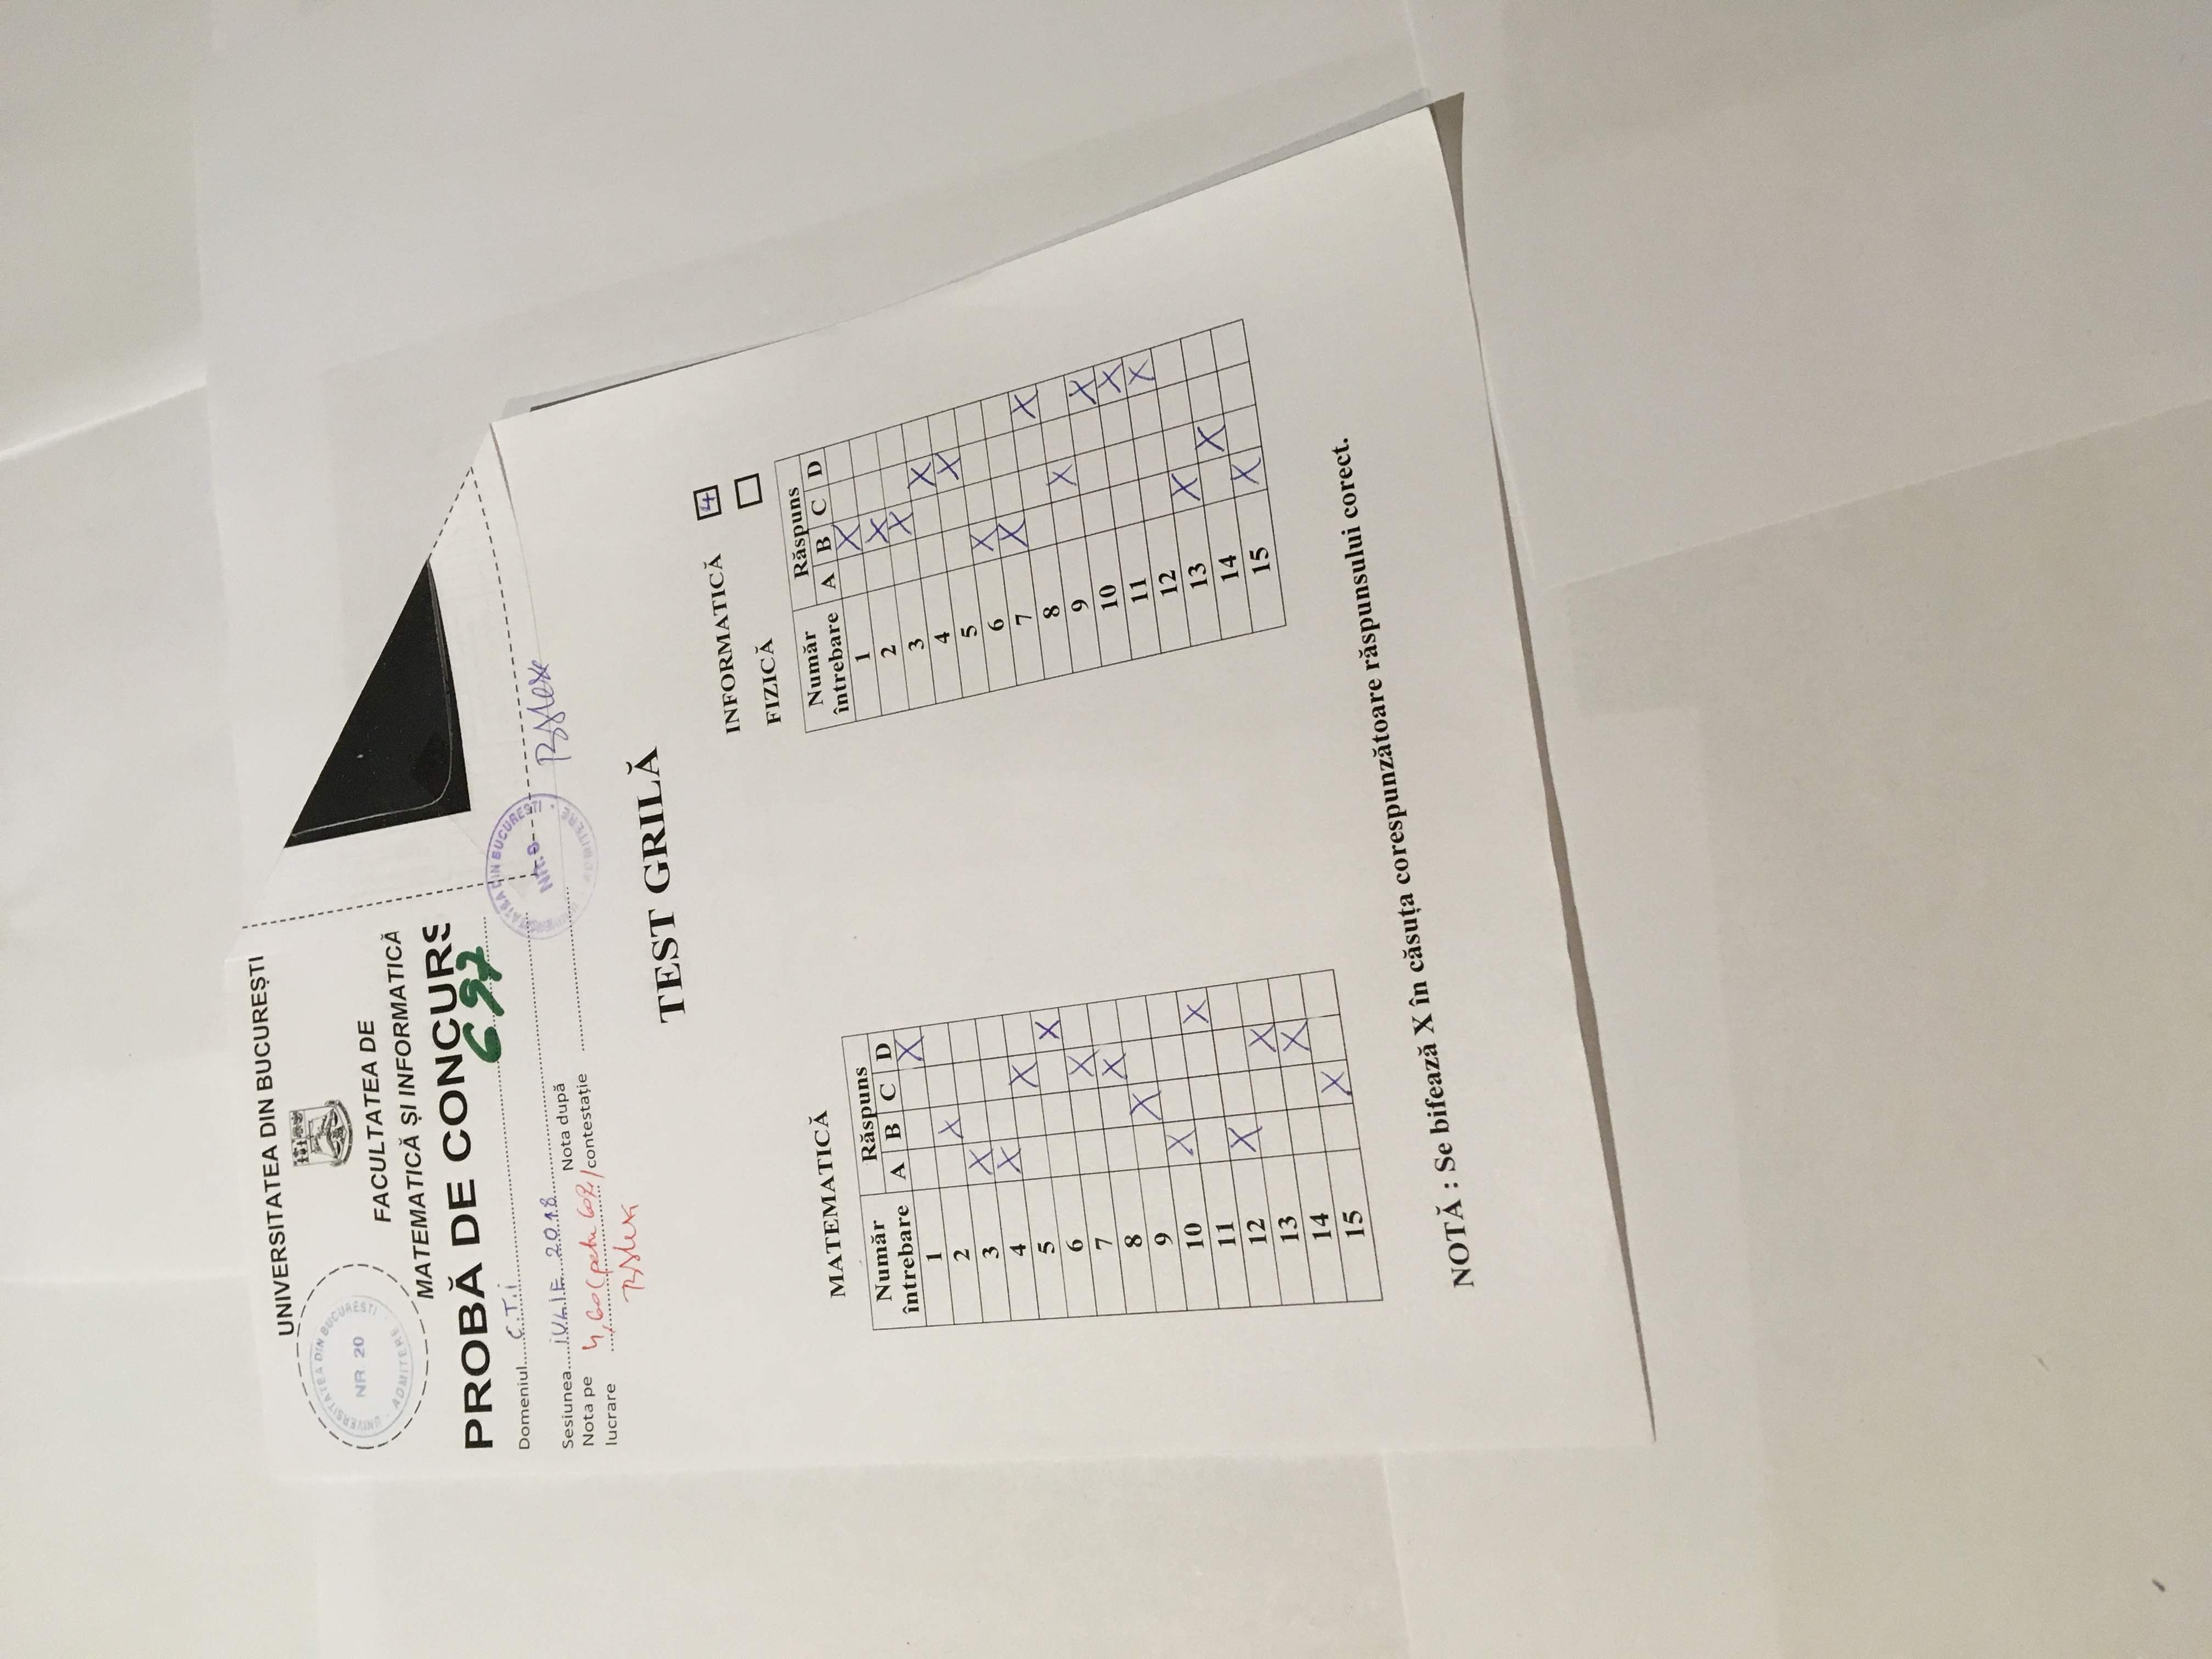 UNIVERSITATEA DIN BUCUREȘTI
UNIVERSITATEA DIN BUCUREȘTI
NR. 20
ADMITERE
FACULTATEA DE
MATEMATICĂ ȘI INFORMATICĂ
PROBĂ DE CONCURS
697
Domeniul C.T.I
Sesiunea IULIE 2018
Nota pe lucrare 4,60 (petru 60%)
Nota după contestație
DIN BUCUREȘTI
NR. 8
ADMITERE
TEST GRILĂ
INFORMATICĂ 4
FIZICĂ
MATEMATICĂ
Număr întrebare Răspuns
A B C D
1 X
2 X
3 X
4 X
5 X
6 X
7 X
8 X
9 X
10 X
11 X
12 X
13 X
14 X
15 X
Număr întrebare Răspuns
A B C D
1 X
2 X
3 X
4 X
5 X
6 X
7 X
8 X
9 X
10 X
11 X
12 X
13 X
14 X
15 X
NOTĂ : Se bifează X în căsuța corespunzătoare răspunsului corect.